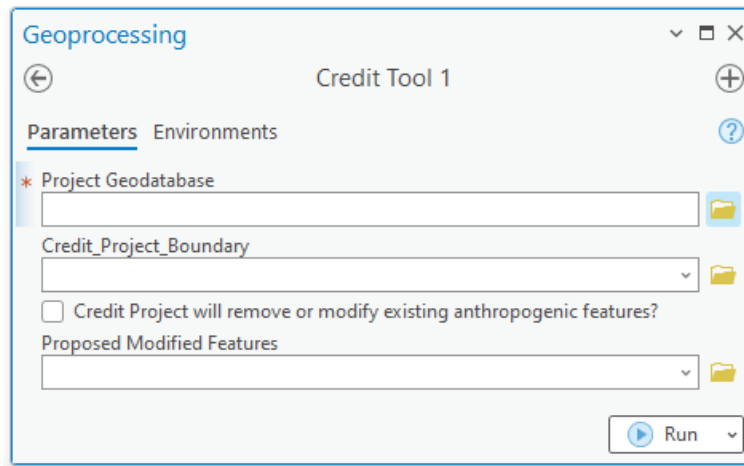 Geoprocessing
Credit Tool 1
Parameters Environments
* Project Geodatabase
Credit_Project_Boundary
Credit Project will remove or modify existing anthropogenic features?
Proposed Modified Features
Run